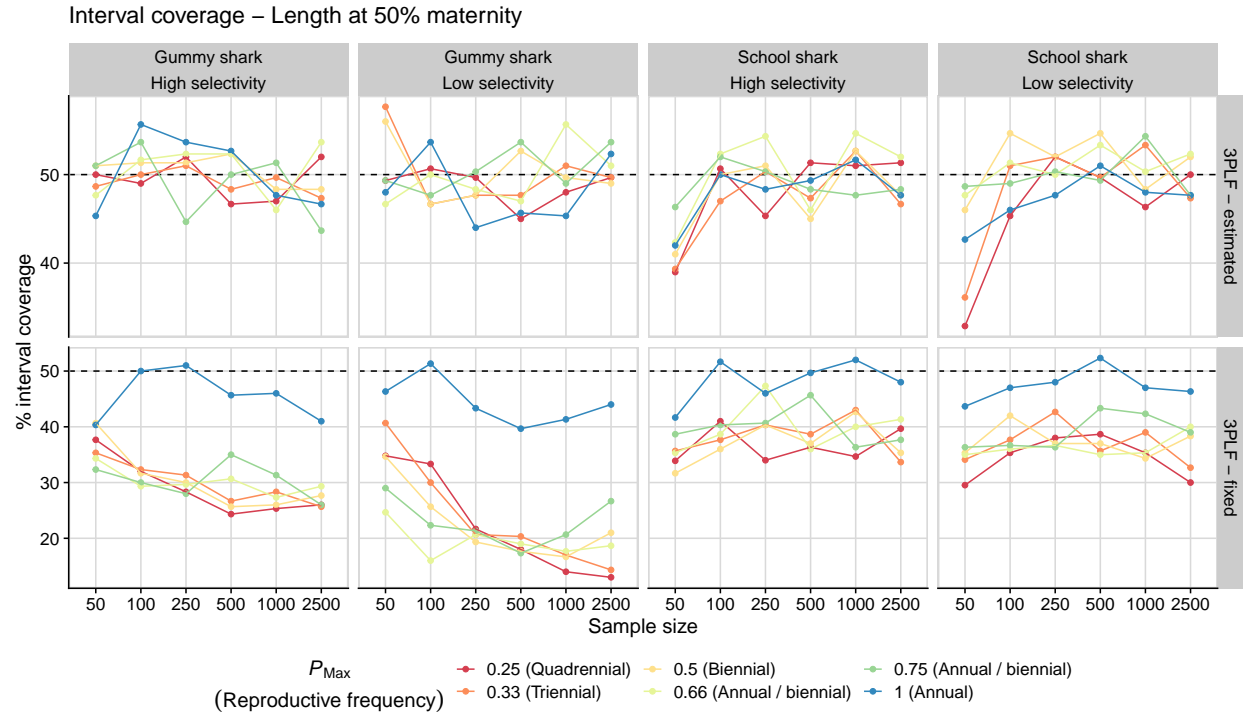 Interval coverage – Length at 50% maternity
Gummy shark
High selectivity
Gummy shark
Low selectivity
School shark
High selectivity
School shark
Low selectivity
50
40
3PLF – estimated
% interval coverage
50
40
30
20
3PLF – fixed
50 100 250 500 1000 2500
50 100 250 500 1000 2500
50 100 250 500 1000 2500
50 100 250 500 1000 2500
Sample size
P Max
(Reproductive frequency)
0.25 (Quadrennial)
0.33 (Triennial)
0.5 (Biennial)
0.66 (Annual / biennial)
0.75 (Annual / biennial)
1 (Annual)